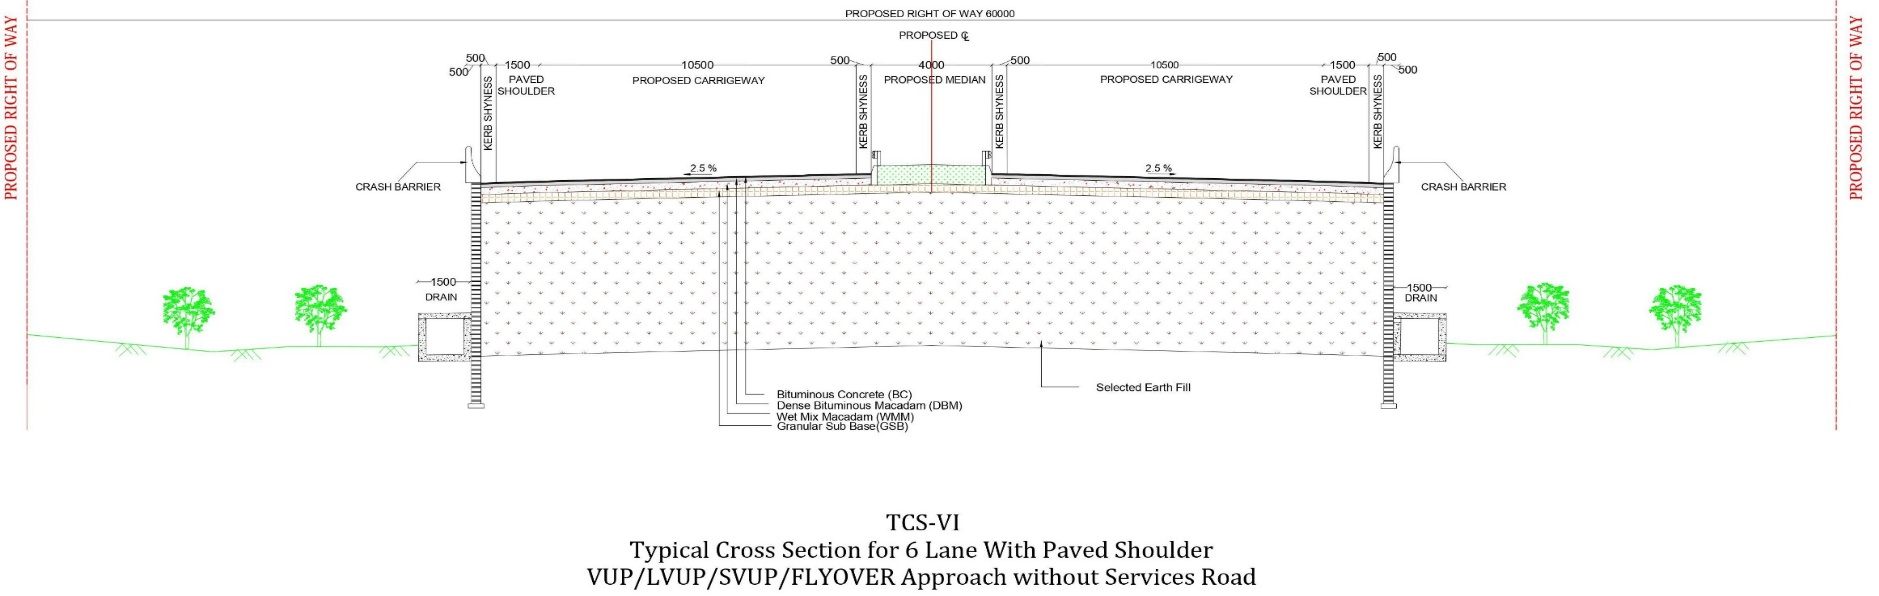 PROPOSED RIGHT OF WAY 60000
PROPOSED ℄
PROPOSED RIGHT OF WAY
PROPOSED RIGHT OF WAY
500
500
1500
10500
500
4000
500
10500
1500
500
500
KERB SHYNESS
PAVED
SHOULDER
PROPOSED CARRIGEWAY
KERB SHYNESS
PROPOSED MEDIAN
KERB SHYNESS
PROPOSED CARRIGEWAY
PAVED
SHOULDER
KERB SHYNESS
CRASH BARRIER
2.5 %
2.5 %
CRASH BARRIER
1500
DRAIN
1500
DRAIN
Selected Earth Fill
Bituminous Concrete (BC)
Dense Bituminous Macadam (DBM)
Wet Mix Macadam (WMM)
Granular Sub Base(GSB)
TCS-VI
Typical Cross Section for 6 Lane With Paved Shoulder
VUP/LVUP/SVUP/FLYOVER Approach without Services Road